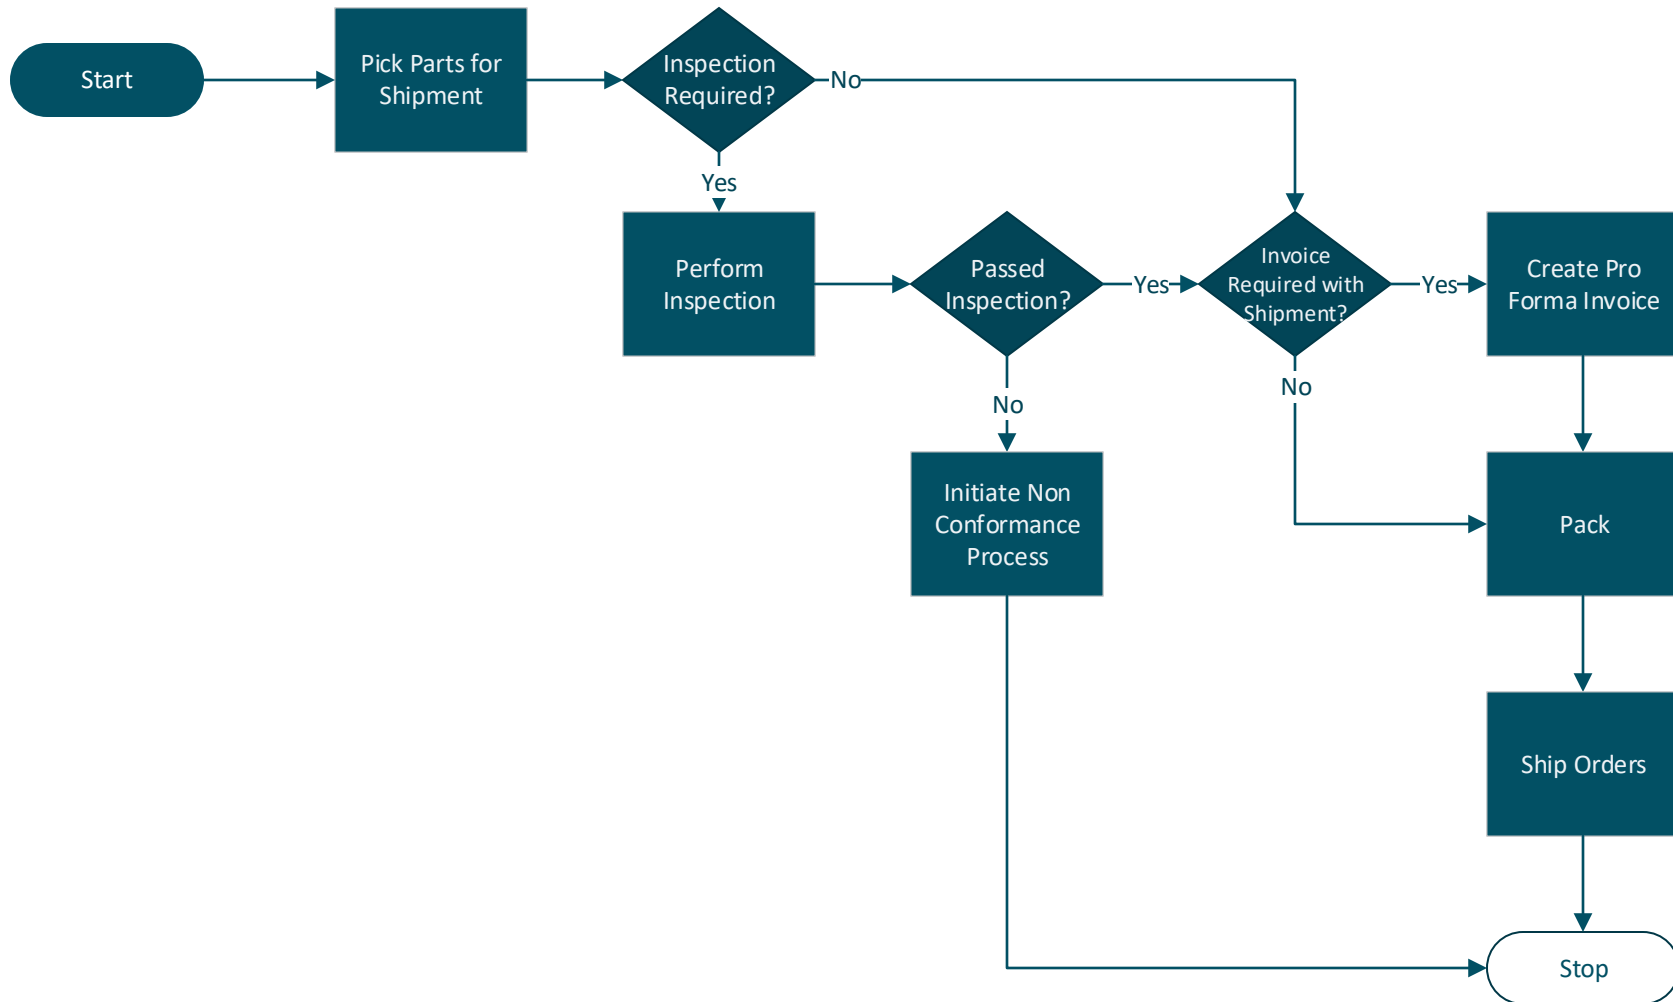 Start
Pick Parts for
Shipment
Inspection
Required?
No
Yes
Perform
Inspection
Passed
Inspection?
Yes
Invoice
Required with
Shipment?
Yes
Create Pro
Forma Invoice
No
No
Initiate Non
Conformance
Process
Pack
Ship Orders
Stop